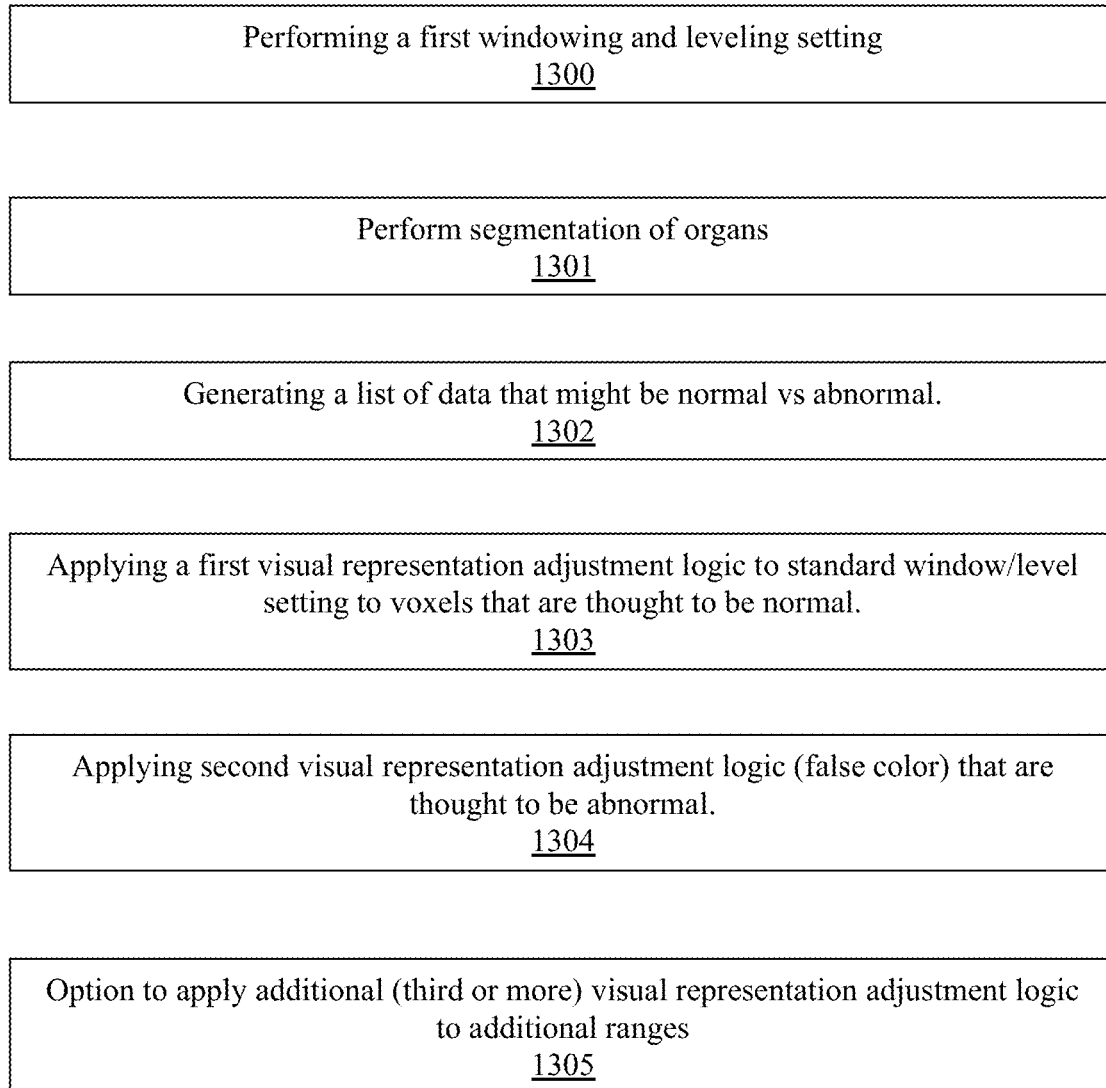 Performing a first windowing and leveling setting
1300
Perform segmentation of organs
1301
Generating a list of data that might be normal vs abnormal.
1302
Applying a first visual representation adjustment logic to standard window/level
setting to voxels that are thought to be normal.
1303
Applying second visual representation adjustment logic (false color) that are
thought to be abnormal.
1304
Option to apply additional (third or more) visual representation adjustment logic
to additional ranges
1305